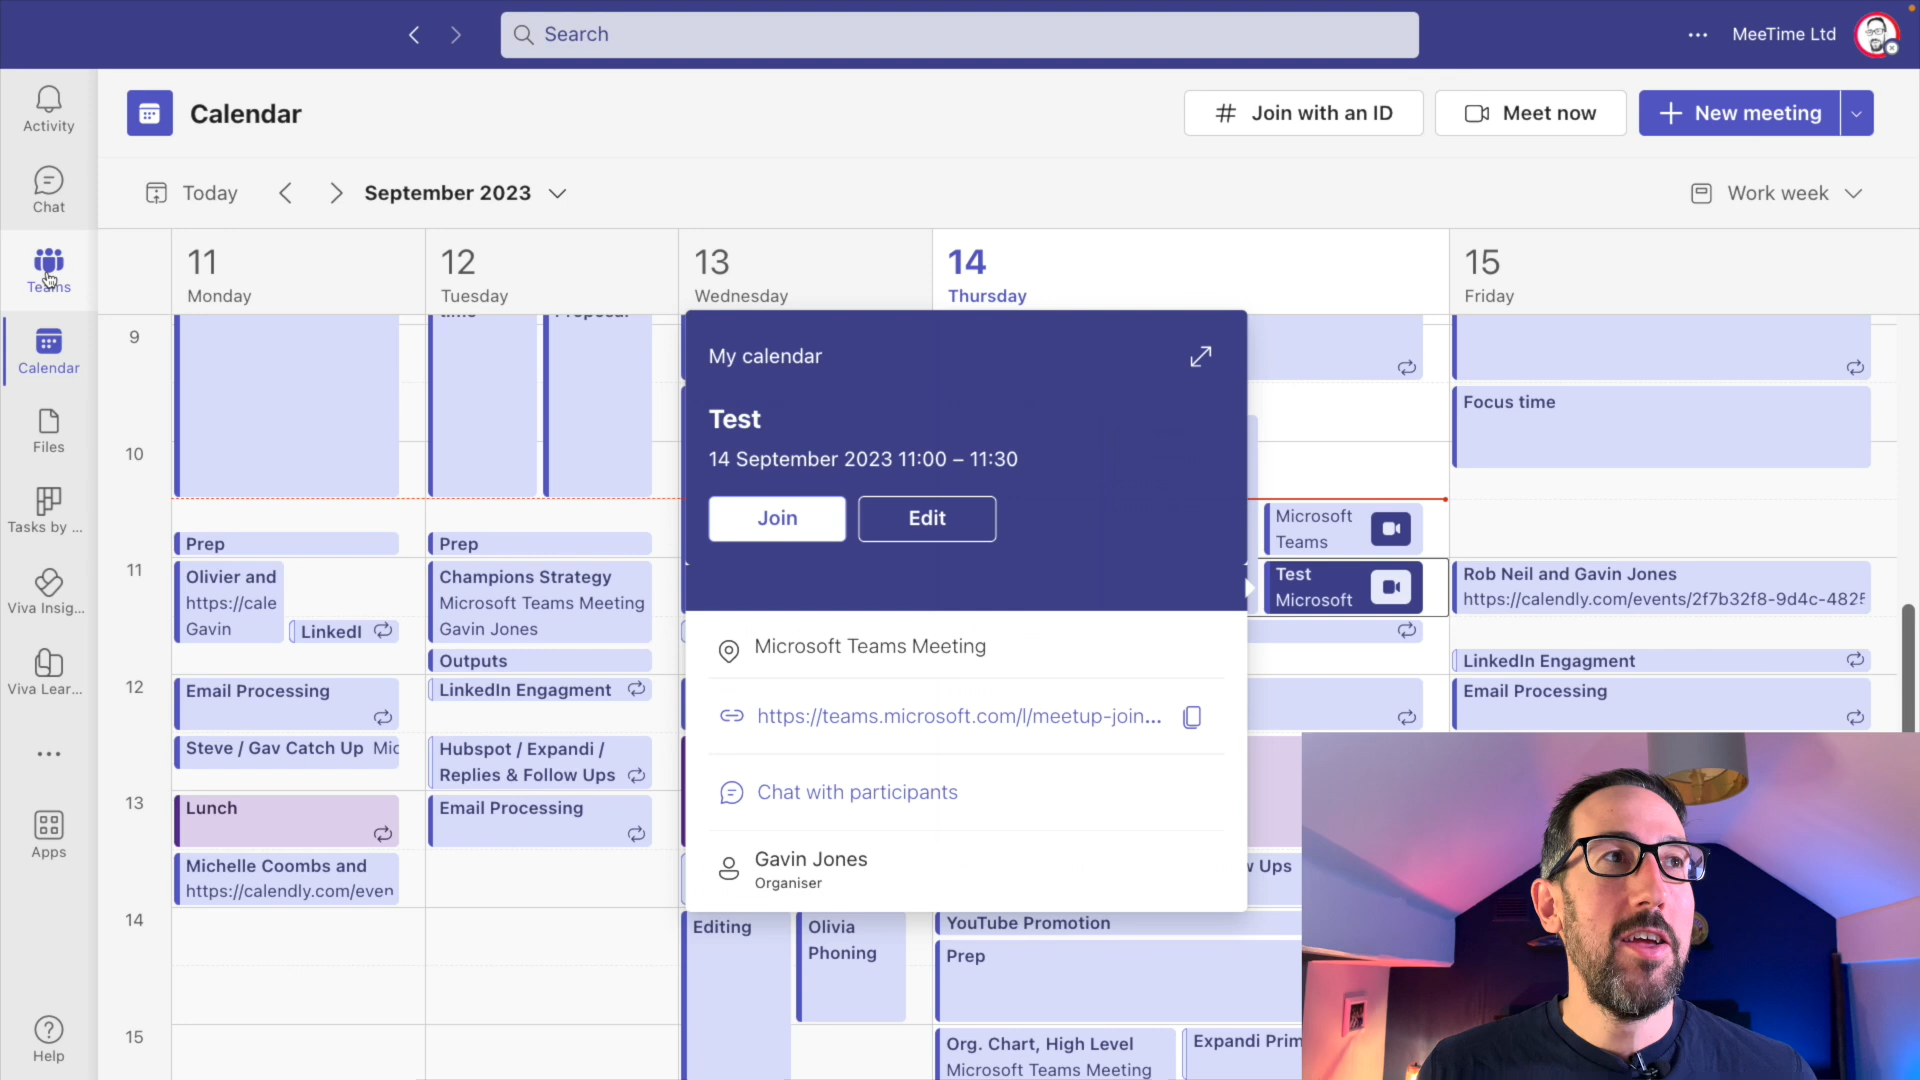 Search
MeeTime Ltd
Activity
Chat
Teams
Calendar
Files
Tasks by ...
Viva Insig...
Viva Lear...
Apps
Help
Calendar
Join with an ID
Meet now
New meeting
Today
September 2023
Work week
11
Monday
12
Tuesday
13
Wednesday
14
Thursday
15
Friday
9
10
11
12
13
14
15
Prep
Olivier and
https://cale
Gavin
LinkedI
Email Processing
Steve / Gav Catch Up Mic
Lunch
Michelle Coombs and
https://calendly.com/even
Prep
Champions Strategy
Microsoft Teams Meeting
Gavin Jones
Outputs
LinkedIn Engagment
Hubspot / Expandi /
Replies & Follow Ups
Email Processing
My calendar
Test
14 September 2023 11:00 – 11:30
Join
Edit
Microsoft Teams Meeting
https://teams.microsoft.com/l/meetup-join...
Chat with participants
Gavin Jones
Organiser
Editing
Olivia
Phoning
Microsoft
Teams
Test
Microsoft
Ups
YouTube Promotion
Prep
Org. Chart, High Level
Microsoft Teams Meeting
Expandi Prim
Focus time
Rob Neil and Gavin Jones
https://calendly.com/events/2f7b32f8-9d4c-482
LinkedIn Engagment
Email Processing